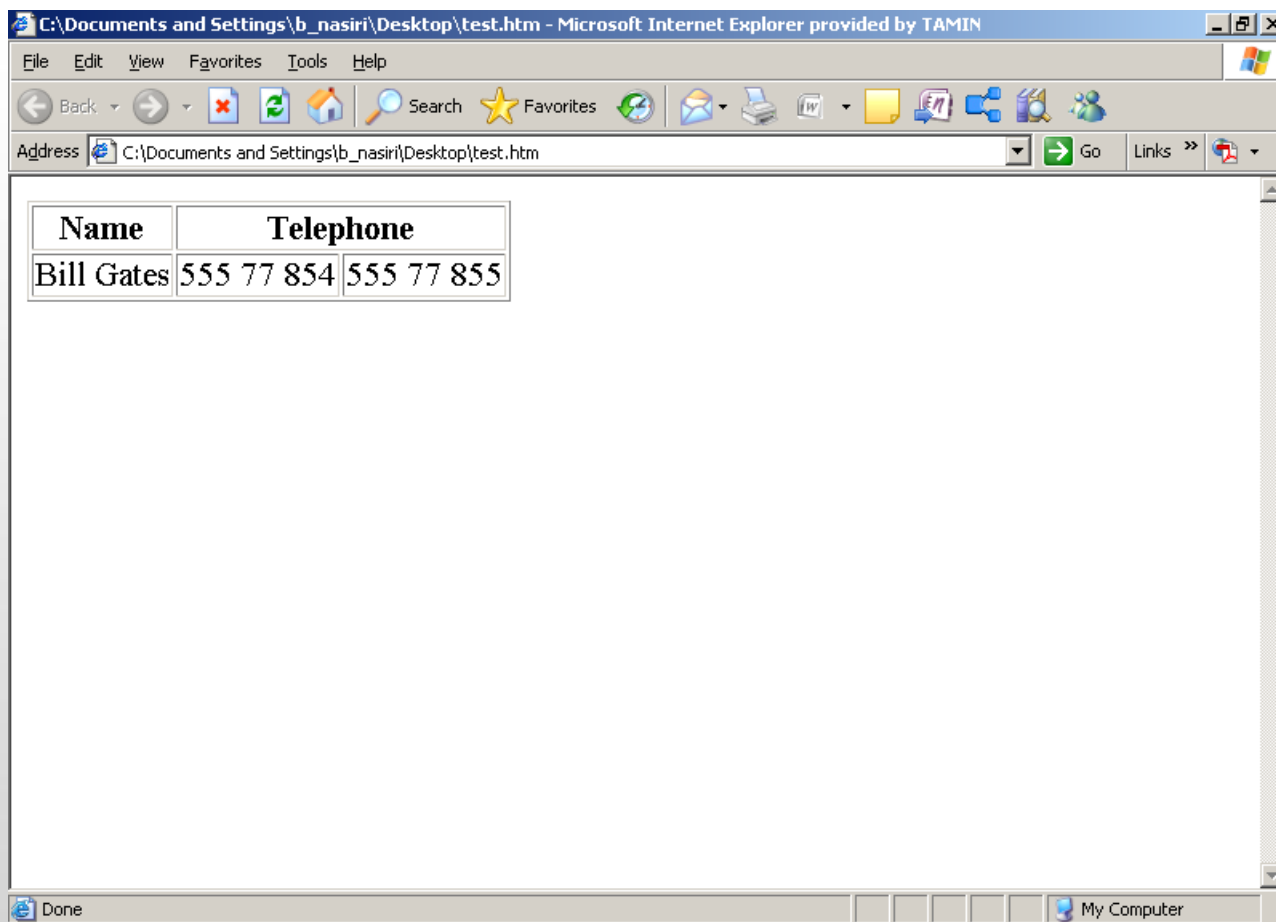 C:\Documents and Settings\b_nasiri\Desktop\test.htm - Microsoft Internet Explorer provided by TAMIN
File Edit View Favorites Tools Help
Back Search Favorites
Address C:\Documents and Settings\b_nasiri\Desktop\test.htm Go Links »
Name Telephone
Bill Gates 555 77 854 555 77 855
Done My Computer